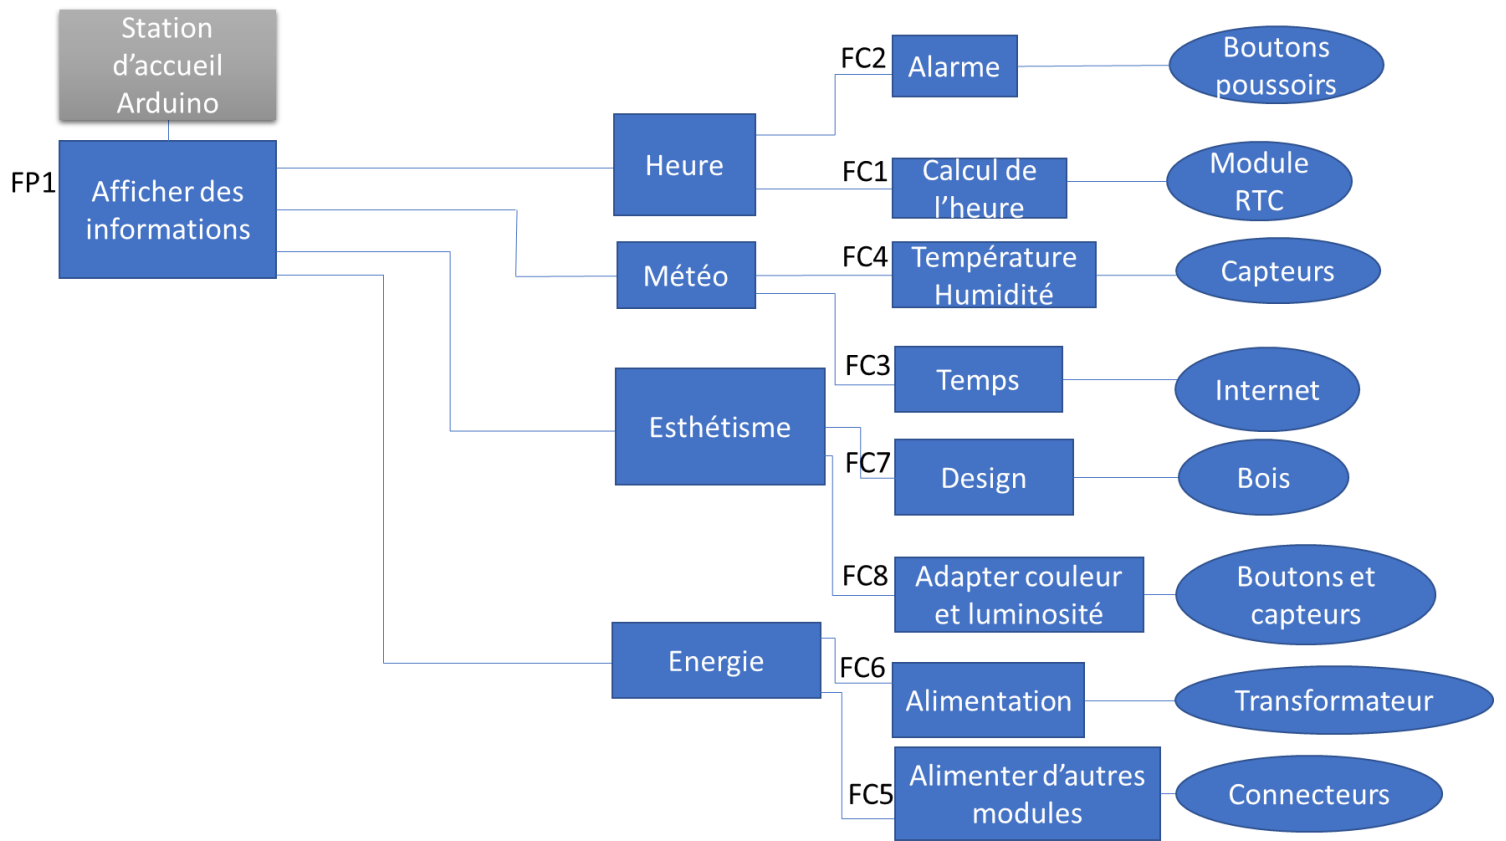 Station
d’accueil
Arduino
FP1
Afficher des
informations
Heure
FC2
Alarme
Boutons
poussoirs
FC1
Calcul de
l’heure
Module
RTC
Météo
FC4
Température
Humidité
Capteurs
FC3
Temps
Internet
Esthétisme
FC7
Design
Bois
FC8
Adapter couleur
et luminosité
Boutons et
capteurs
Energie
FC6
Alimentation
Transformateur
FC5
Alimenter d’autres
modules
Connecteurs